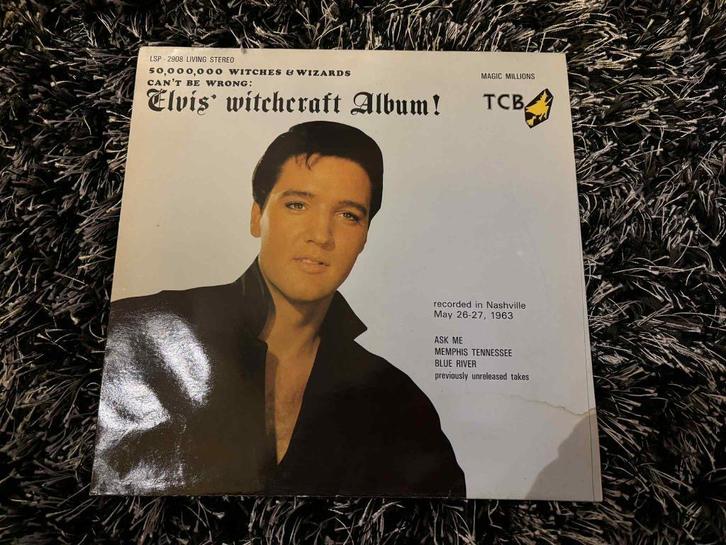 LSP - 2908 LIVING STEREO
50,000,000 WITCHES & WIZARDS
CAN'T BE WRONG:
Elvis' witchcraft Album!
MAGIC MILLIONS
TCB
recorded in Nashville
May 26-27, 1963
ASK ME
MEMPHIS TENNESSEE
BLUE RIVER
previously unreleased takes